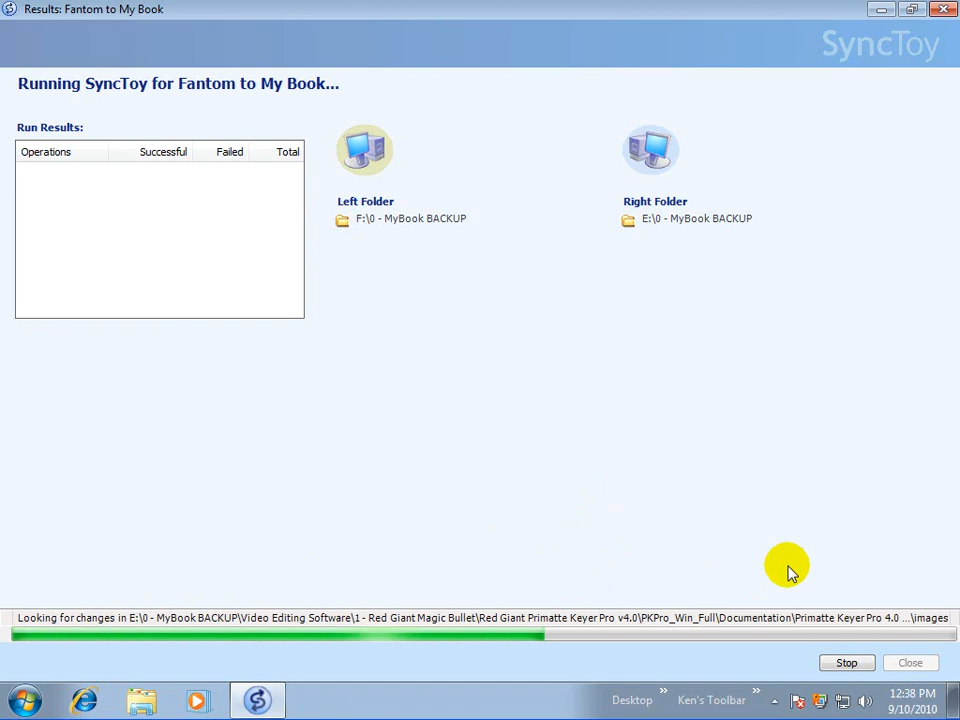 Results: Fantom to My Book
SyncToy
Running SyncToy for Fantom to My Book...
Run Results:
Operations Successful Failed Total
Left Folder
F:\0 - MyBook BACKUP
Right Folder
E:\0 - MyBook BACKUP
Looking for changes in E:\0 - MyBook BACKUP\Video Editing Software\1 - Red Giant Magic Bullet\Red Giant Primatte Keyer Pro v4.0\PKPro_Win_Full\Documentation\Primatte Keyer Pro 4.0 ...\images
Stop Close
Desktop » Ken's Toolbar » 12:38 PM
9/10/2010